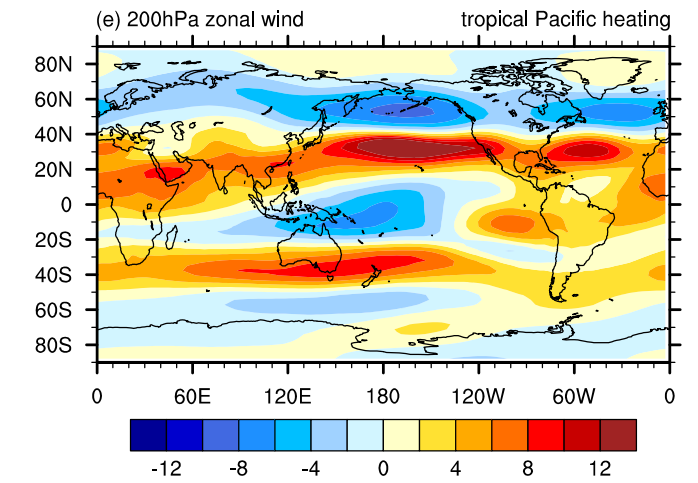 (e) 200hPa zonal wind tropical Pacific heating
80N
60N
40N
20N
0
20S
40S
60S
80S
0 60E 120E 180 120W 60W 0
-12 -8 -4 0 4 8 12